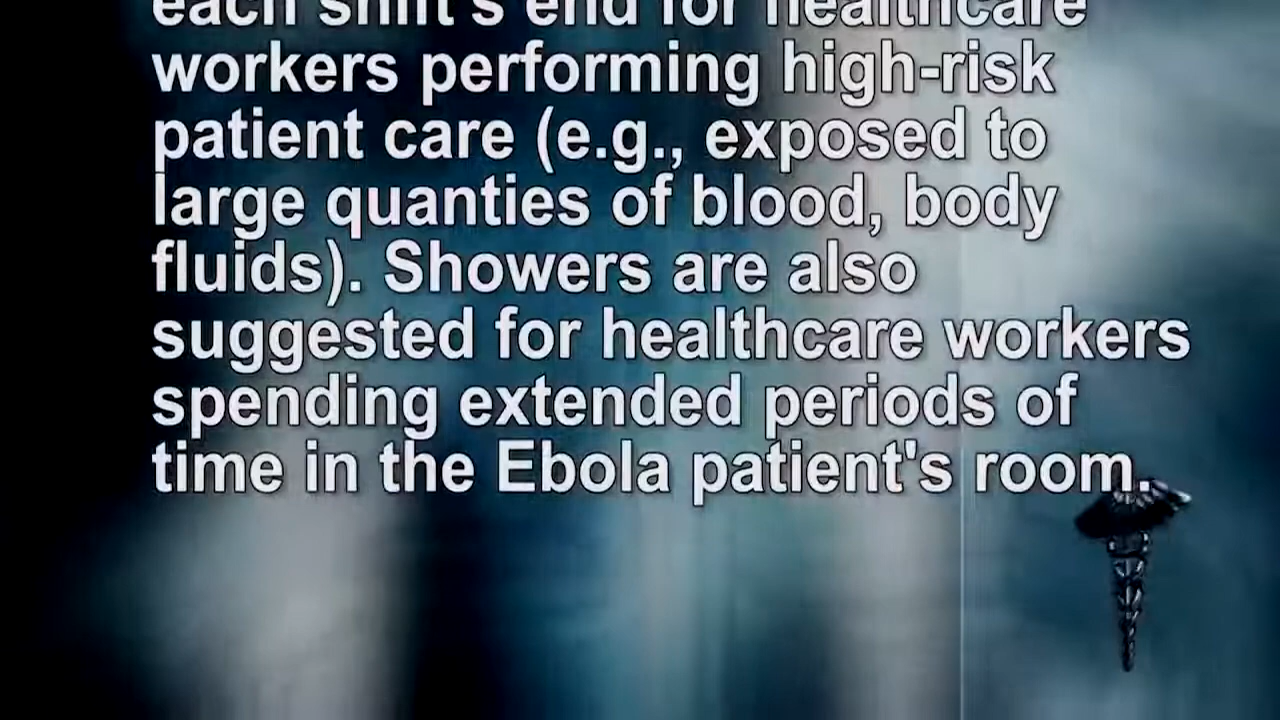 each shift's end for healthcare
workers performing high-risk
patient care (e.g., exposed to
large quanties of blood, body
fluids). Showers are also
suggested for healthcare workers
spending extended periods of
time in the Ebola patient's room.